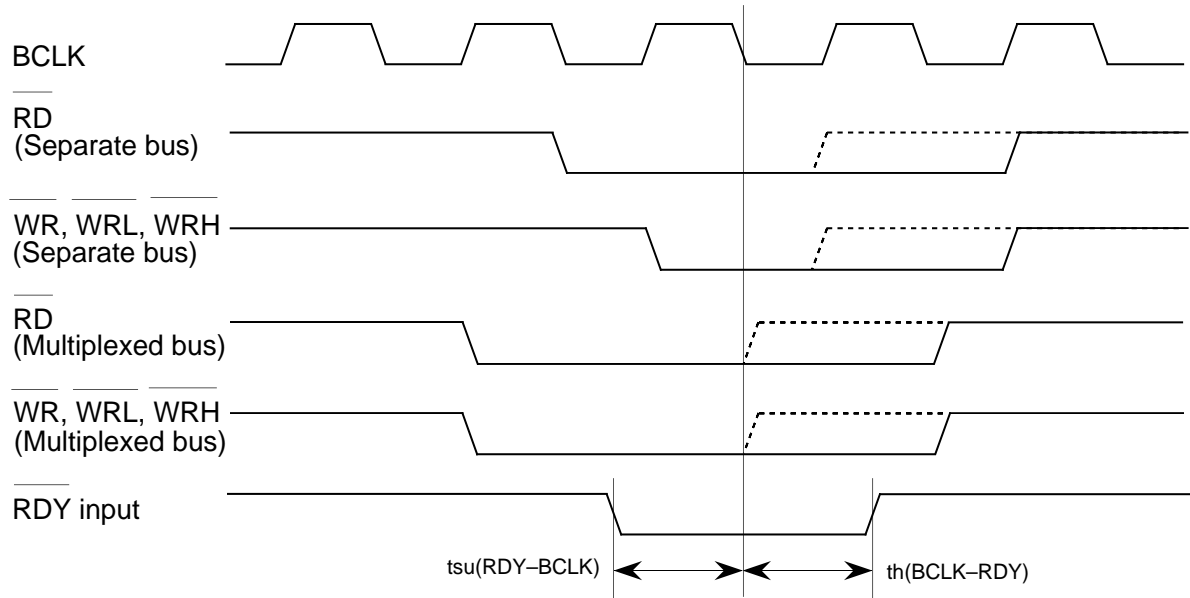 BCLK
RD
(Separate bus)
WR, WRL, WRH
(Separate bus)
RD
(Multiplexed bus)
WR, WRL, WRH
(Multiplexed bus)
RDY input
tsu(RDY–BCLK)
th(BCLK–RDY)